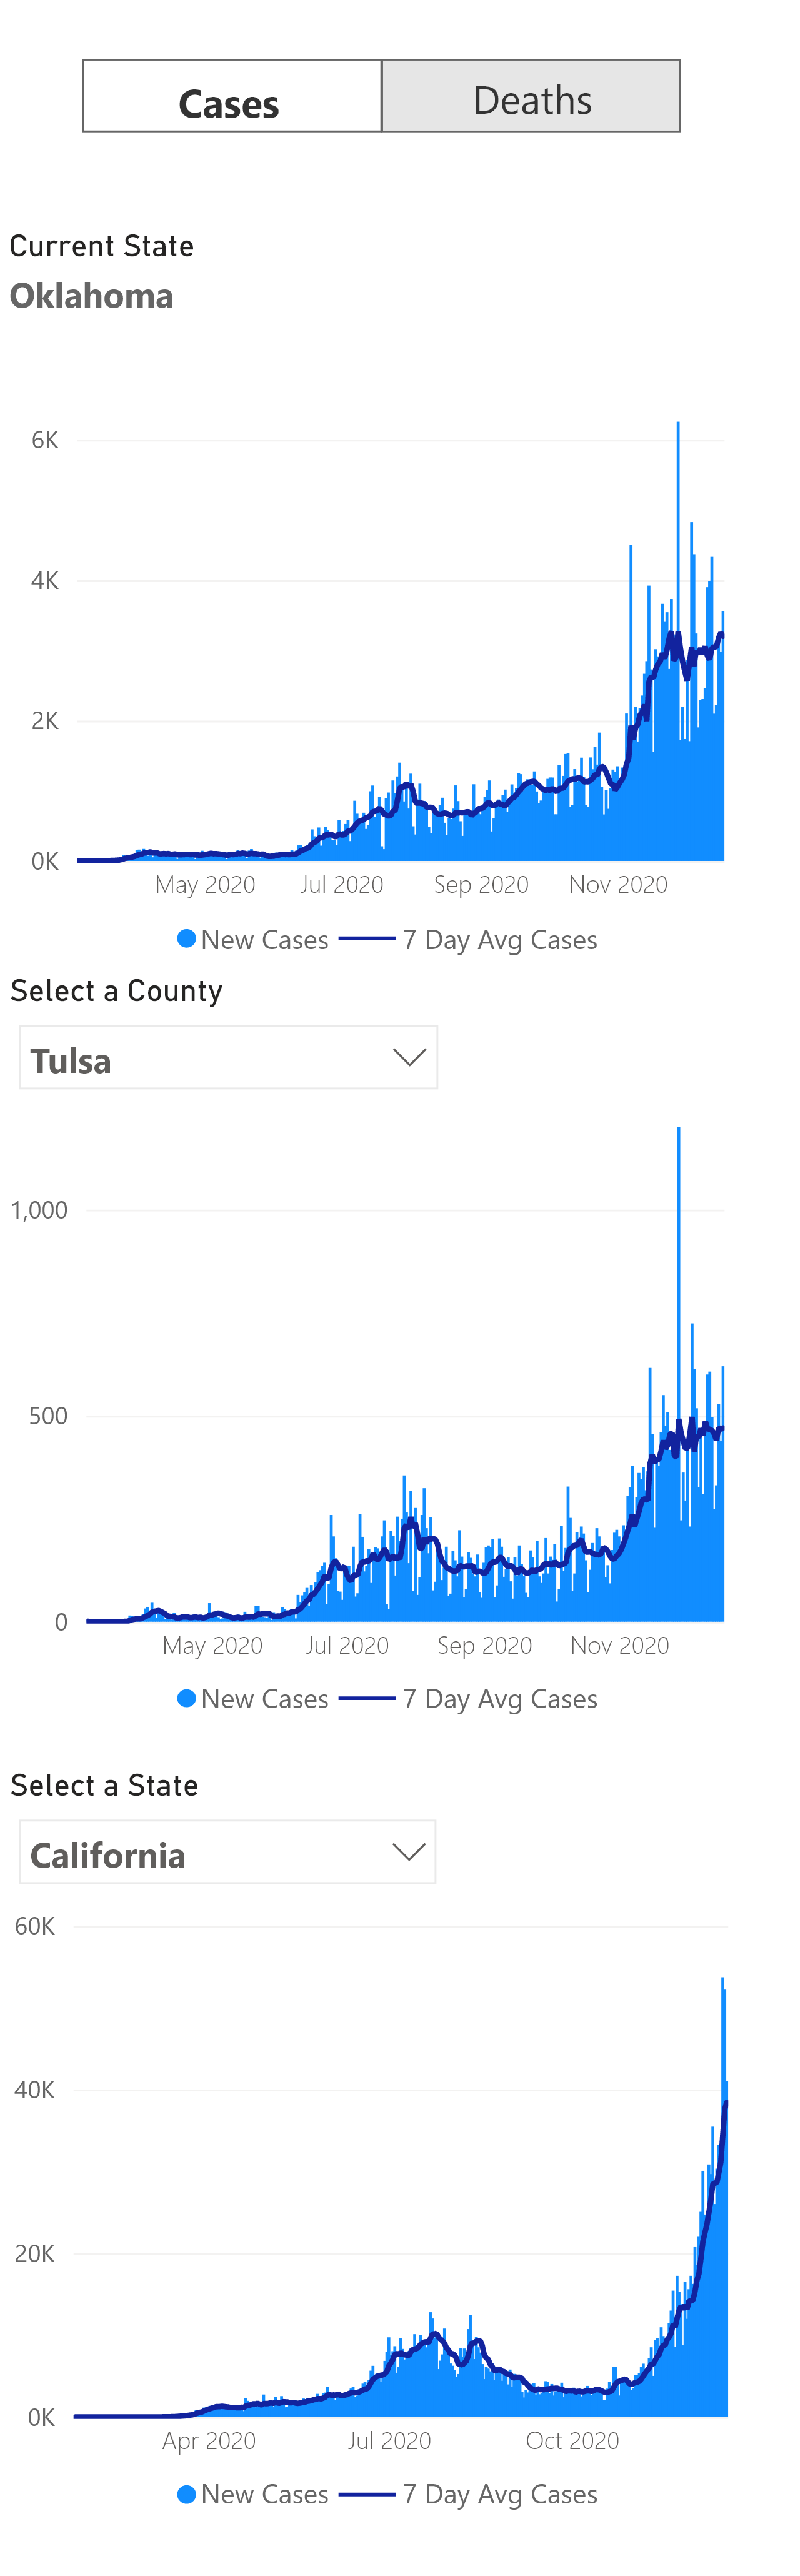 Cases Deaths
Current State
Oklahoma
6K
4K
2K
0K
May 2020 Jul 2020 Sep 2020 Nov 2020
New Cases 7 Day Avg Cases
Select a County
Tulsa
1,000
500
0
May 2020 Jul 2020 Sep 2020 Nov 2020
New Cases 7 Day Avg Cases
Select a State
California
60K
40K
20K
0K
Apr 2020 Jul 2020 Oct 2020
New Cases 7 Day Avg Cases